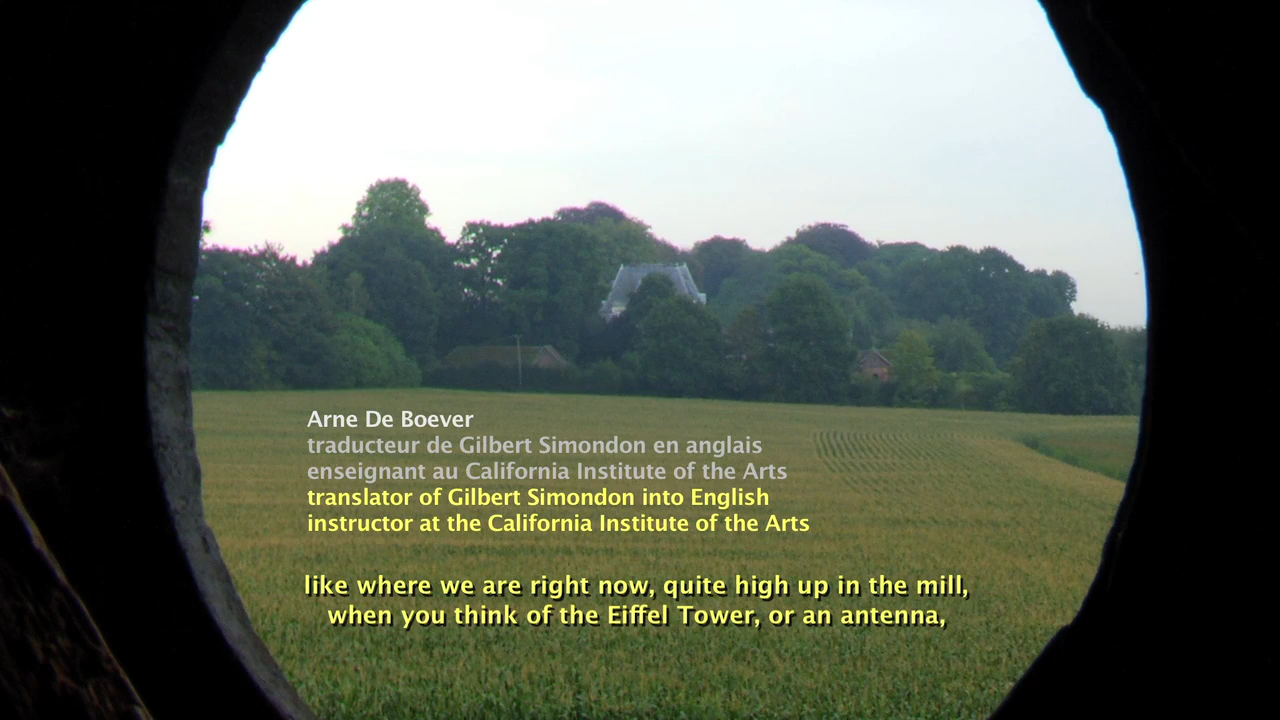 Arne De Boever
traducteur de Gilbert Simondon en anglais
enseignant au California Institute of the Arts
translator of Gilbert Simondon into English
instructor at the California Institute of the Arts
like where we are right now, quite high up in the mill,
when you think of the Eiffel Tower, or an antenna,